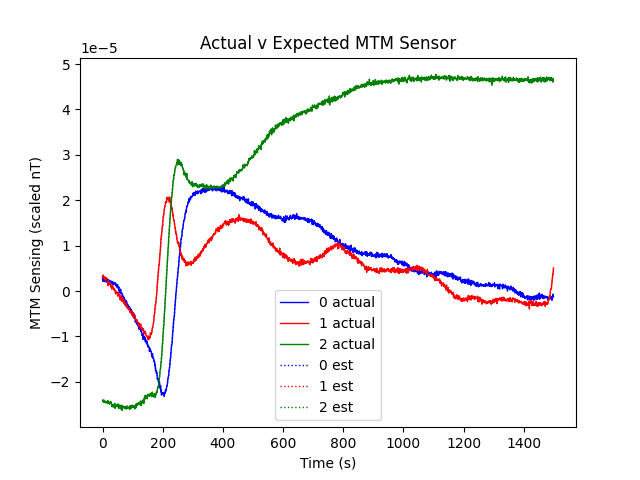 Actual v Expected MTM Sensor
1e−5
5
4
3
2
1
0
−1
−2
MTM Sensing (scaled nT)
0 actual
1 actual
2 actual
0 est
1 est
2 est
0 200 400 600 800 1000 1200 1400
Time (s)